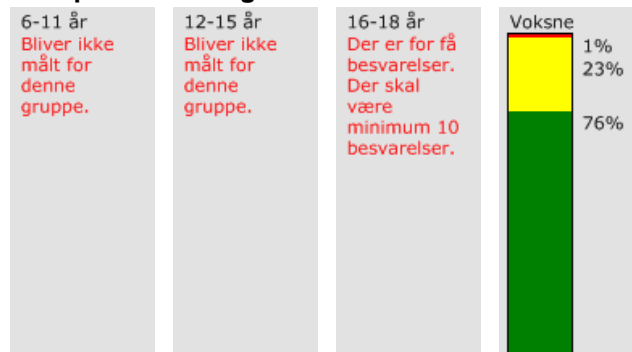 6-11 år
Bliver ikke
målt for
denne
gruppe.
12-15 år
Bliver ikke
målt for
denne
gruppe.
16-18 år
Der er for få
besvarelser.
Der skal
være
minimum 10
besvarelser.
Voksne
1%
23%
76%